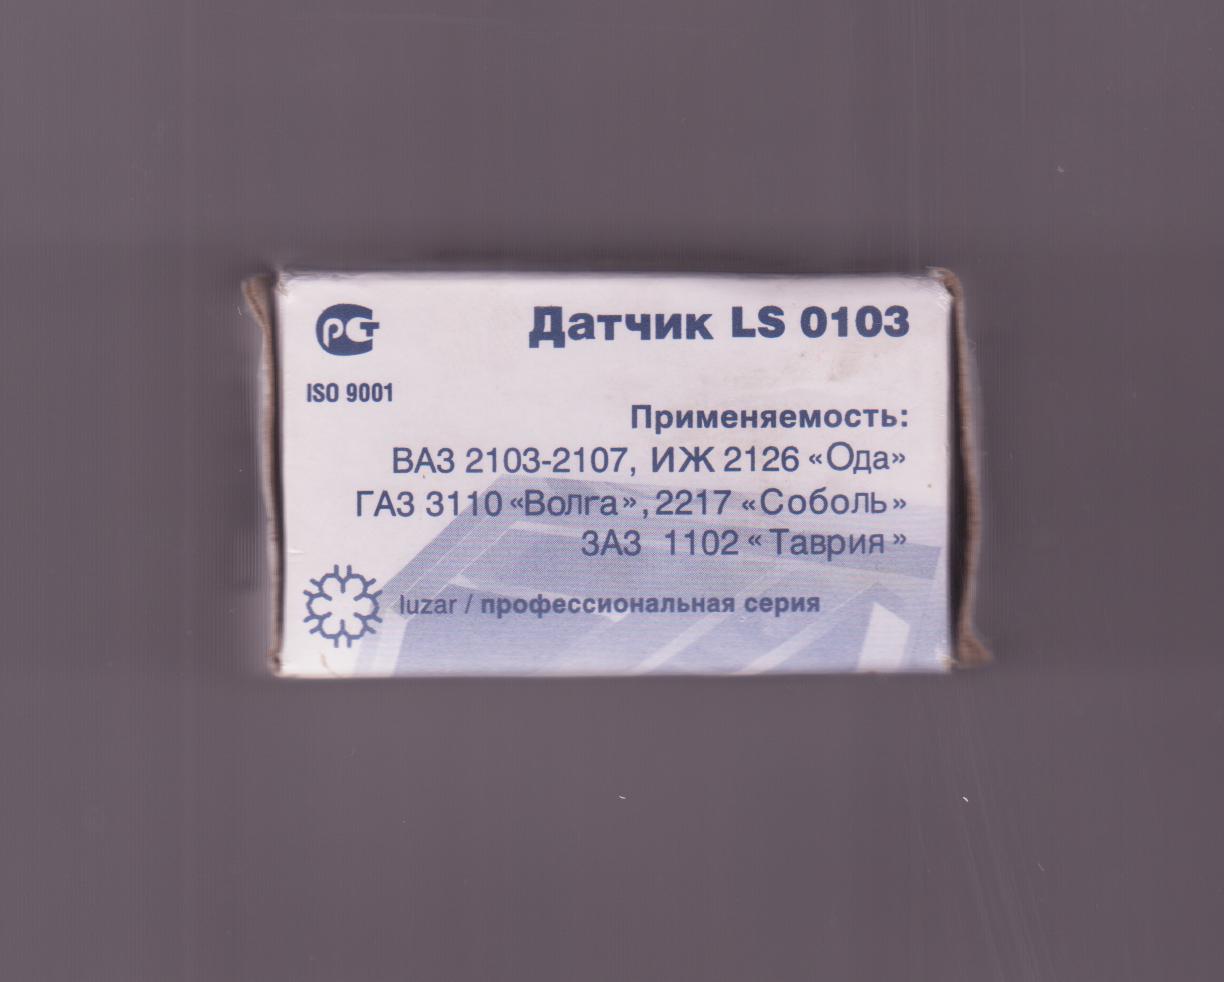 РСТ
Датчик LS 0103
ISO 9001
Применяемость:
ВАЗ 2103-2107, ИЖ 2126 «Ода»
ГАЗ 3110 «Волга», 2217 «Соболь»
ЗАЗ 1102 « Таврия »
luzar / профессиональная серия